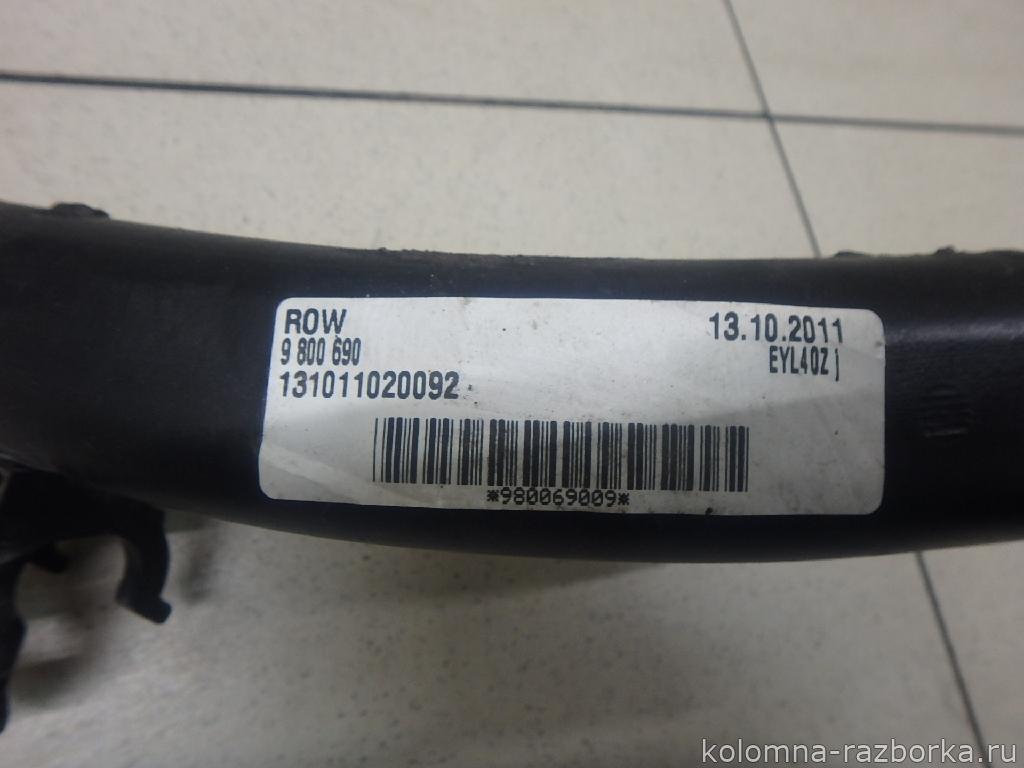 ROW
13.10.2011
9 800 690
EYL40Z j
131011020092
*980069009*
kolomna-razborka.ru